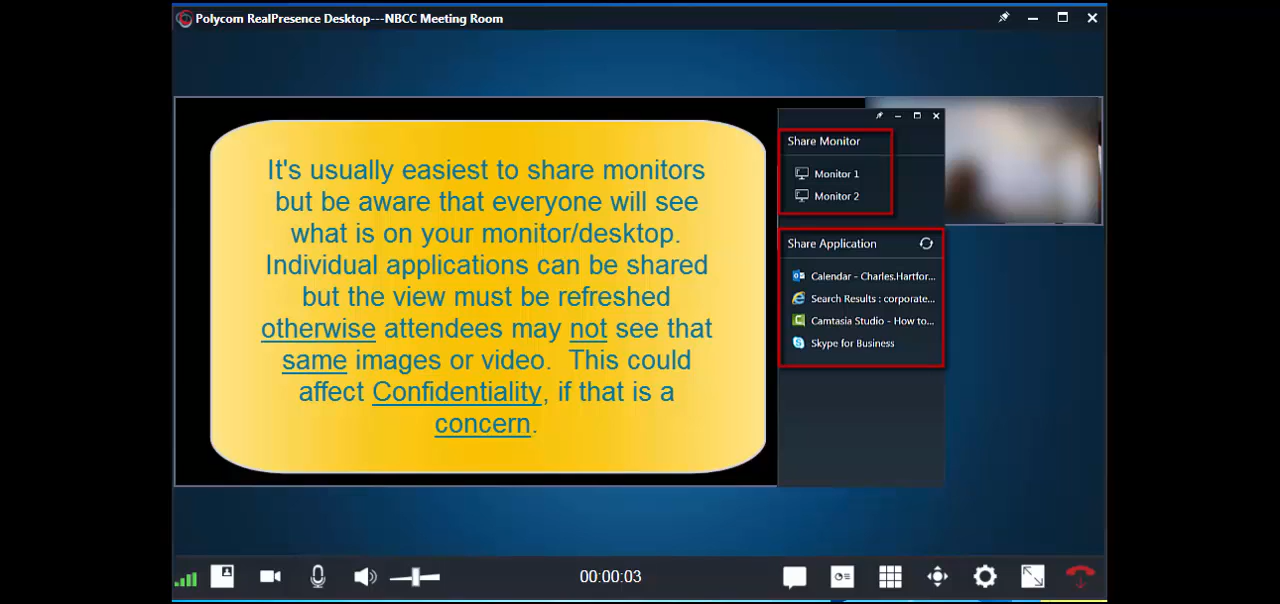 Polycom RealPresence Desktop---NBCC Meeting Room
It's usually easiest to share monitors
but be aware that everyone will see
what is on your monitor/desktop.
Individual applications can be shared
but the view must be refreshed
otherwise attendees may not see that
same images or video.  This could
affect Confidentiality, if that is a
concern.
Share Monitor
Monitor 1
Monitor 2
Share Application
Calendar - Charles.Hartfor...
Search Results : corporate...
Camtasia Studio - How to...
Skype for Business
00:00:03